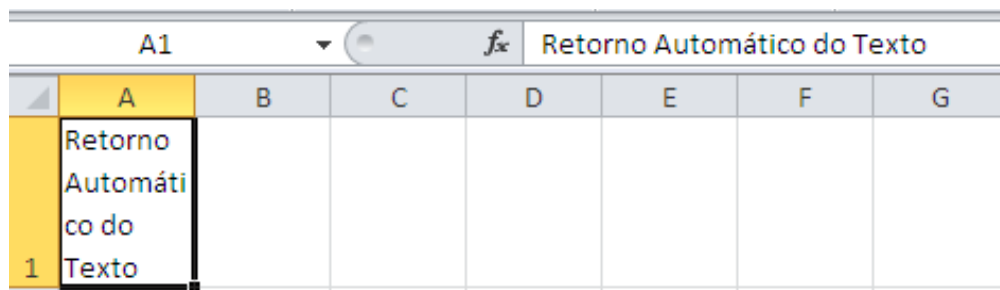 A1 fx Retorno Automático do Texto
A B C D E F G
Retorno
Automáti
co do
1 Texto